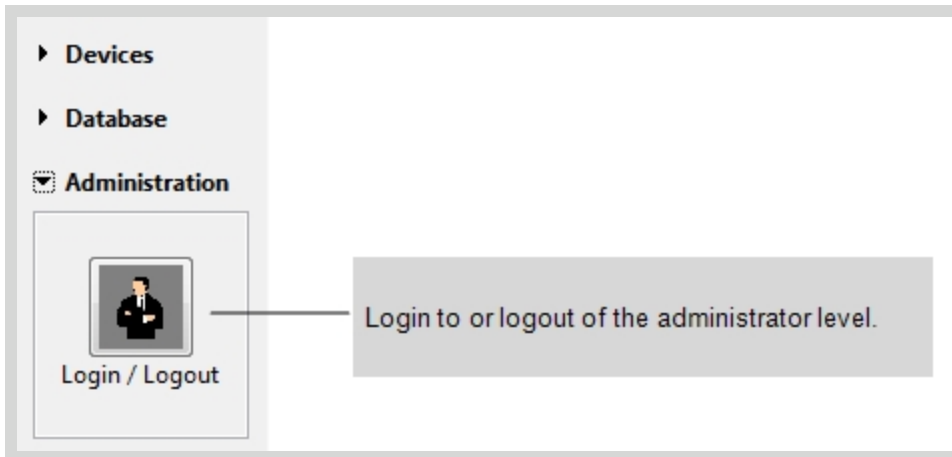 Devices
Database
Administration
Login to or logout of the administrator level.
Login / Logout